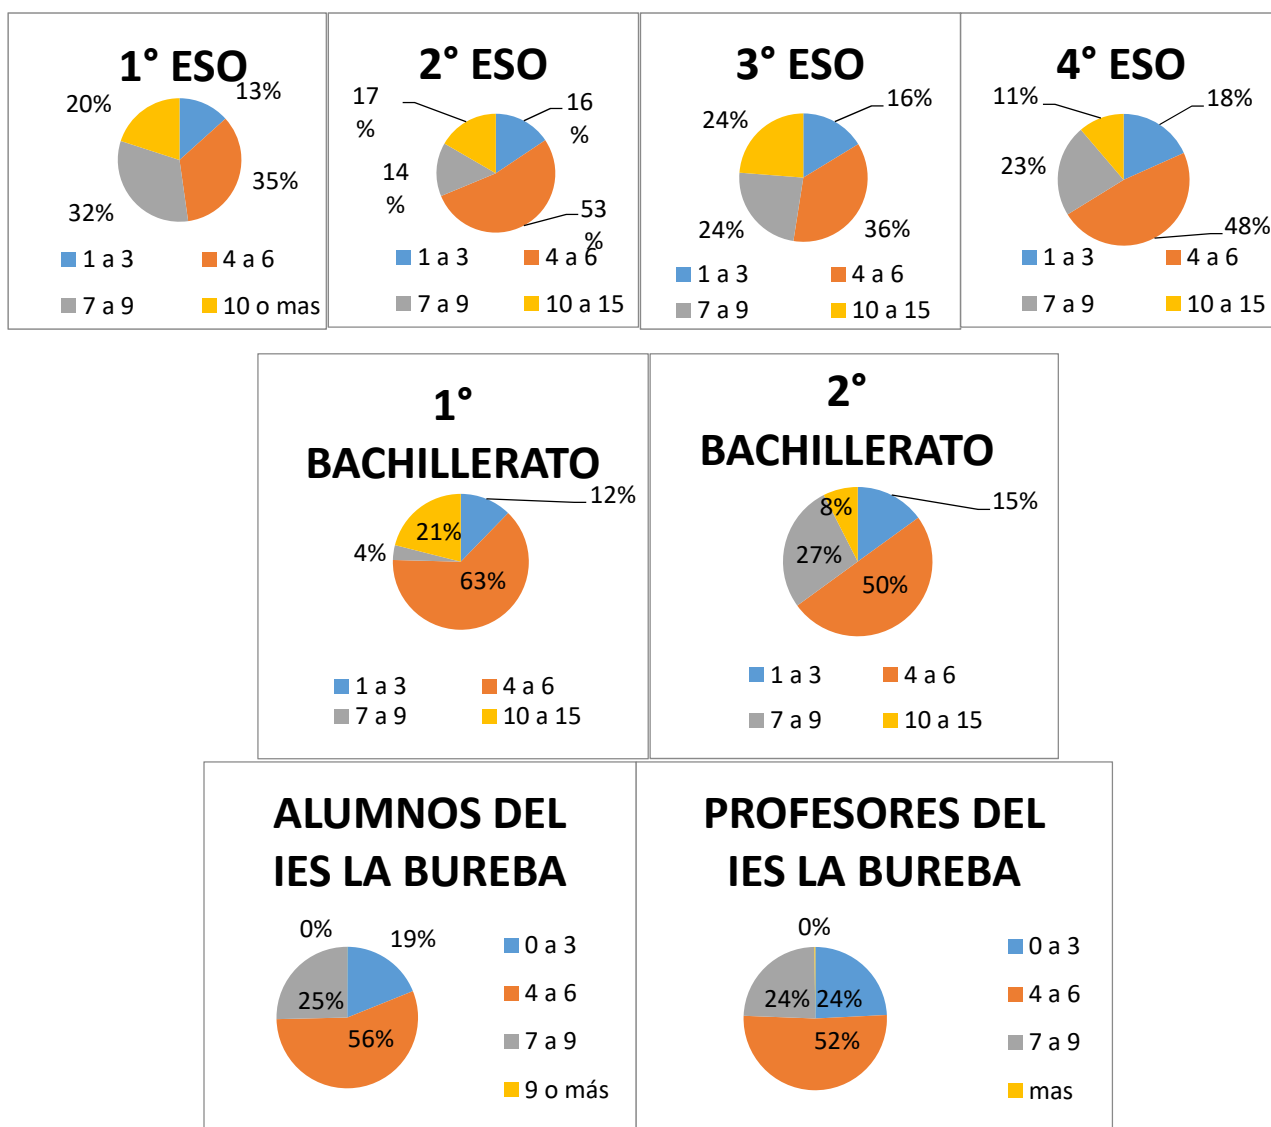 1° ESO
20%
13%
35%
32%
1 a 3
4 a 6
7 a 9
10 o mas
2° ESO
17
%
16
%
14
%
53
%
1 a 3
4 a 6
7 a 9
10 a 15
3° ESO
16%
24%
24%
36%
1 a 3
4 a 6
7 a 9
10 a 15
4° ESO
11%
18%
23%
48%
1 a 3
4 a 6
7 a 9
10 a 15
1°
BACHILLERATO
12%
21%
4%
63%
1 a 3
4 a 6
7 a 9
10 a 15
2°
BACHILLERATO
8%
15%
27%
50%
1 a 3
4 a 6
7 a 9
10 a 15
ALUMNOS DEL
IES LA BUREBA
0%
19%
25%
56%
0 a 3
4 a 6
7 a 9
9 o más
PROFESORES DEL
IES LA BUREBA
0%
24%
24%
52%
0 a 3
4 a 6
7 a 9
mas